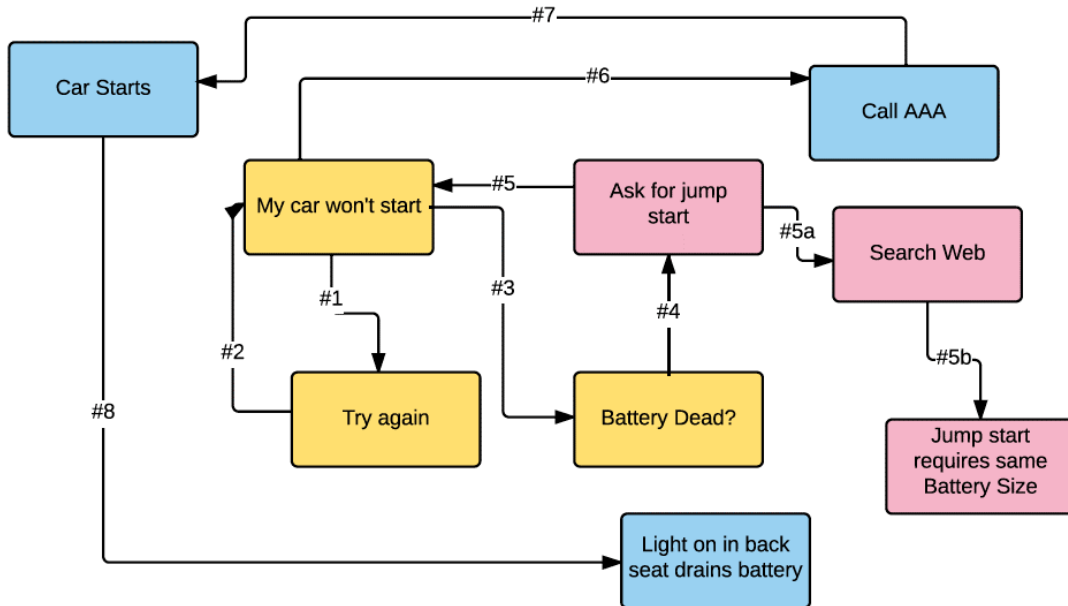 #7
Car Starts
#6
Call AAA
My car won't start
#5
Ask for jump
start
#5a
Search Web
#1
#3
#4
#2
#5b
Try again
Battery Dead?
#8
Jump start
requires same
Battery Size
Light on in back
seat drains battery